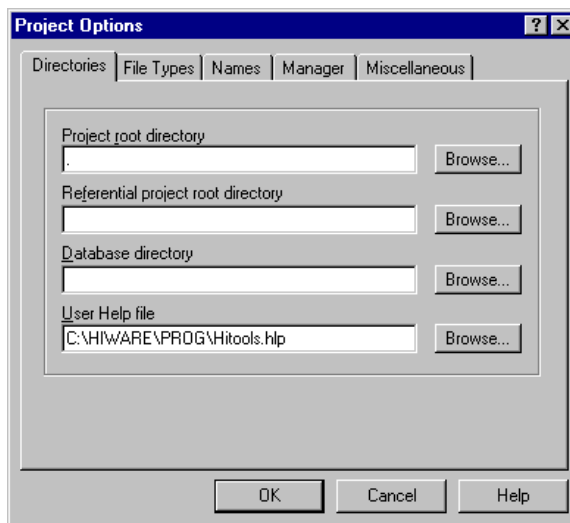 Project Options
Directories File Types Names Manager Miscellaneous
Project root directory
. Browse...
Referential project root directory
Browse...
Database directory
Browse...
User Help file
C:\HIWARE\PROG\Hitools.hlp Browse...
OK Cancel Help